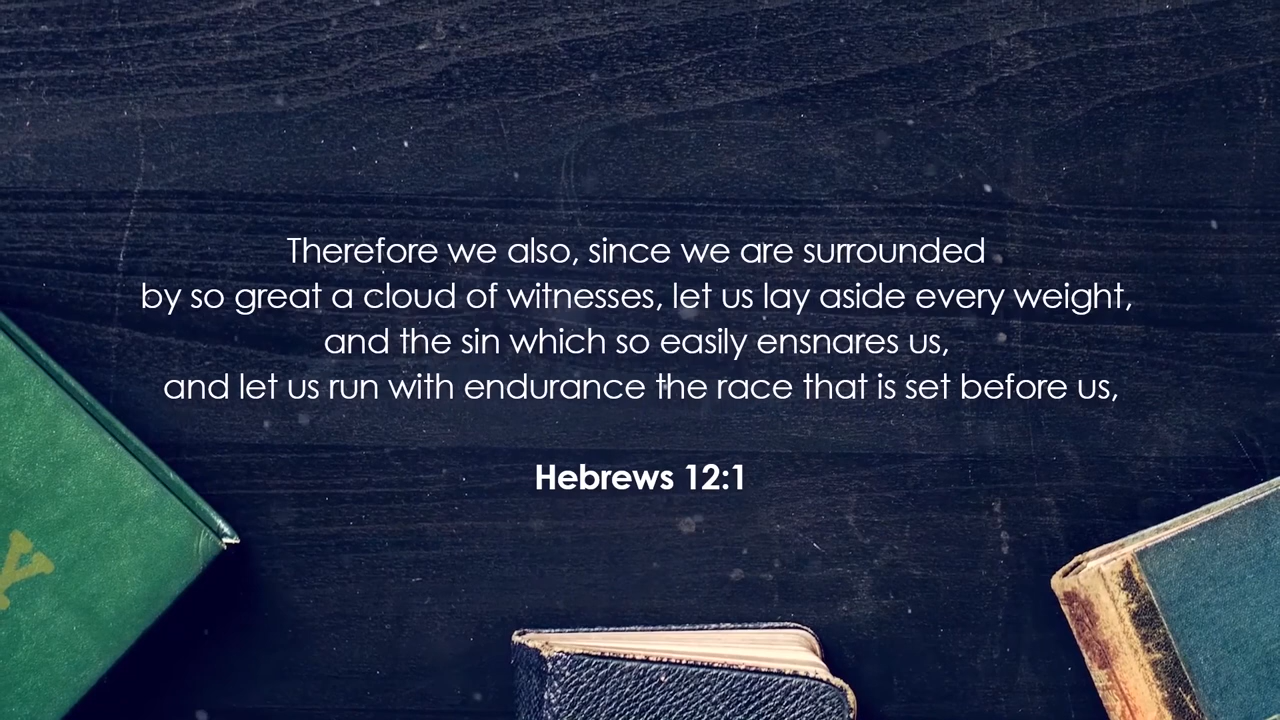 Therefore we also, since we are surrounded
by so great a cloud of witnesses, let us lay aside every weight,
and the sin which so easily ensnares us,
and let us run with endurance the race that is set before us,
Hebrews 12:1
Y